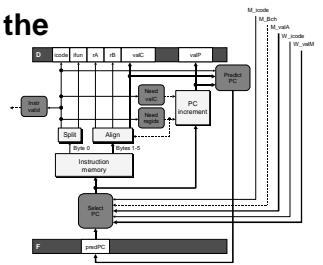 the
M_icode
M_Bch
M_valA
W_icode
W_valM
D icode ifun rA rB valC valP
Predict
PC
Instr
valid
Need
valC
Need
regids
PC
increment
Split
Align
Byte 0
Bytes 1-5
Instruction
memory
Select
PC
F predPC